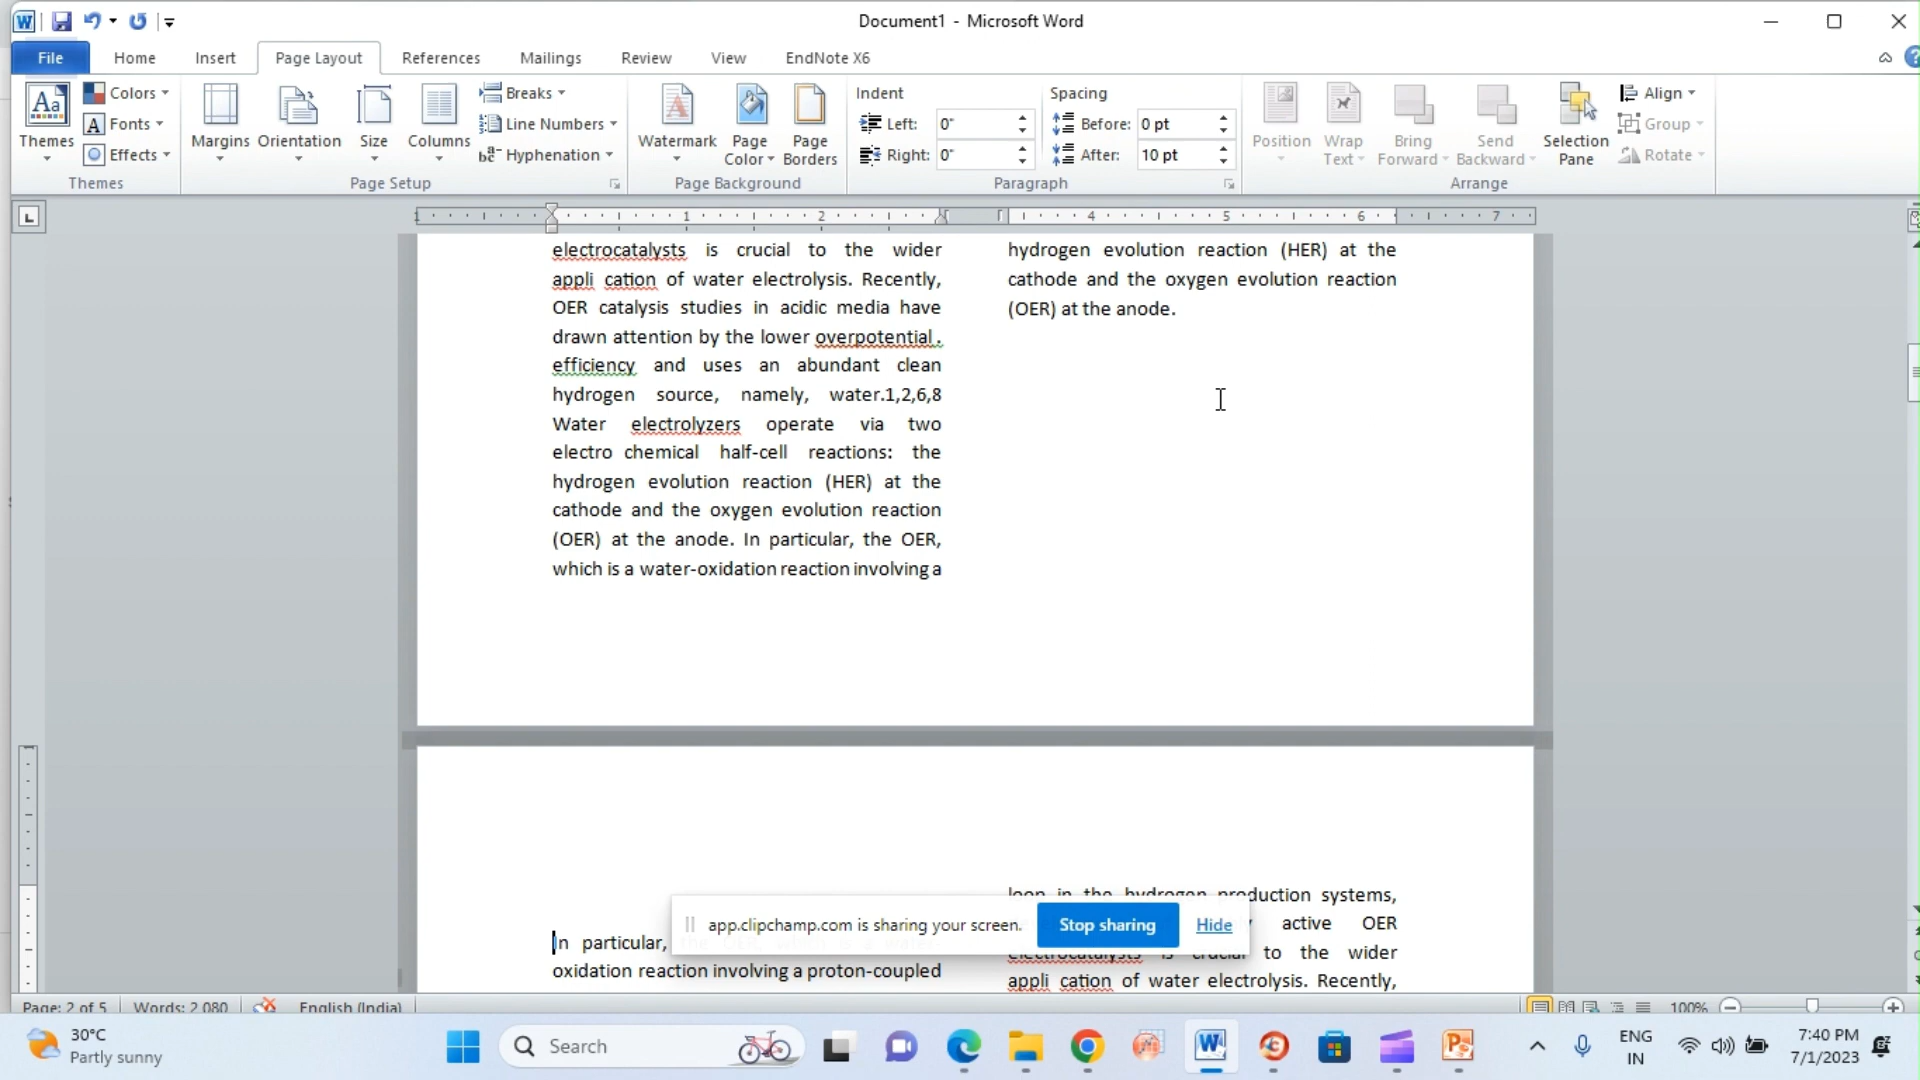 Document1 - Microsoft Word
File Home Insert Page Layout References Mailings Review View EndNote X6
Themes
Colors
Fonts
Effects
Themes
Margins
Orientation
Size
Columns
Breaks
Line Numbers
Hyphenation
Page Setup
Watermark
Page Color
Page Borders
Page Background
Indent
Left: 0"
Right: 0"
Spacing
Before: 0 pt
After: 10 pt
Paragraph
Position
Wrap Text
Bring Forward
Send Backward
Selection Pane
Align
Group
Rotate
Arrange
1 1 2 4 5 6 7
electrocatalysts is crucial to the wider
appli cation of water electrolysis. Recently,
OER catalysis studies in acidic media have
drawn attention by the lower overpotential .
efficiency and uses an abundant clean
hydrogen source, namely, water.1,2,6,8
Water electrolyzers operate via two
electro chemical half-cell reactions: the
hydrogen evolution reaction (HER) at the
cathode and the oxygen evolution reaction
(OER) at the anode. In particular, the OER,
which is a water-oxidation reaction involving a
hydrogen evolution reaction (HER) at the
cathode and the oxygen evolution reaction
(OER) at the anode.
In particular,
oxidation reaction involving a proton-coupled
loop in the hydrogen production systems,
active OER
electrocatalysts is crucial to the wider
appli cation of water electrolysis. Recently,
app.clipchamp.com is sharing your screen.
Stop sharing
Hide
Page: 2 of 5
Words: 2,080
English (India)
100%
30°C
Partly sunny
Search
ENG
IN
7:40 PM
7/1/2023